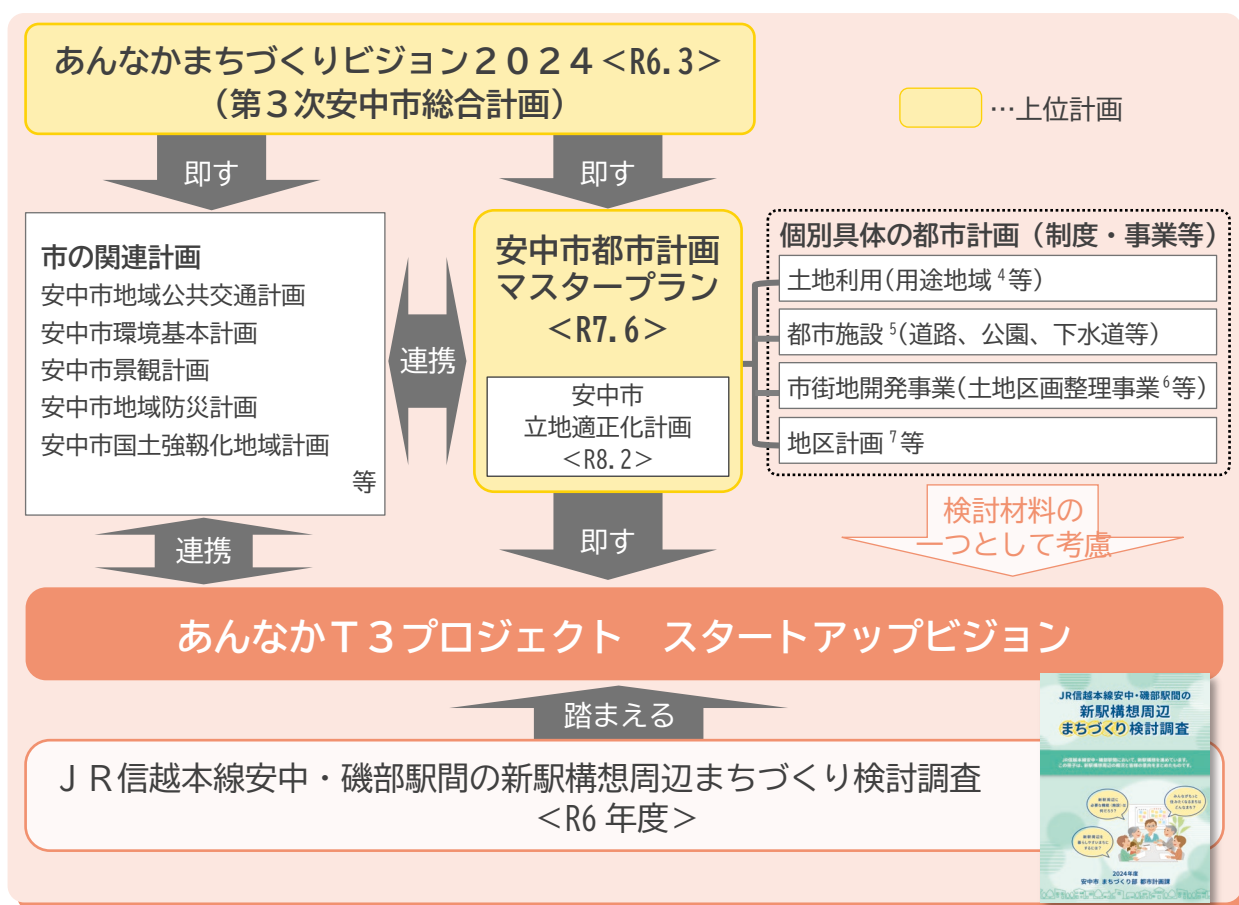 あんなかまちづくりビジョン２０２４<R6.3>
（第３次安中市総合計画）
…上位計画
即す
即す
市の関連計画
安中市地域公共交通計画
安中市環境基本計画
安中市景観計画
安中市地域防災計画
安中市国土強靱化地域計画
等
連携
安中市都市計画
マスタープラン
<R7.6>
安中市
立地適正化計画
<R8.2>
個別具体の都市計画（制度・事業等）
土地利用(用途地域4等)
都市施設5(道路、公園、下水道等)
市街地開発事業(土地区画整理事業6等)
地区計画7等
連携
即す
検討材料の
一つとして考慮
あんなかＴ３プロジェクト　スタートアップビジョン
踏まえる
ＪＲ信越本線安中・磯部駅間の新駅構想周辺まちづくり検討調査
<R6年度>
JR信越本線安中・磯部駅間の
新駅構想周辺
まちづくり検討調査
2024年度
安中市 まちづくり部 都市計画課